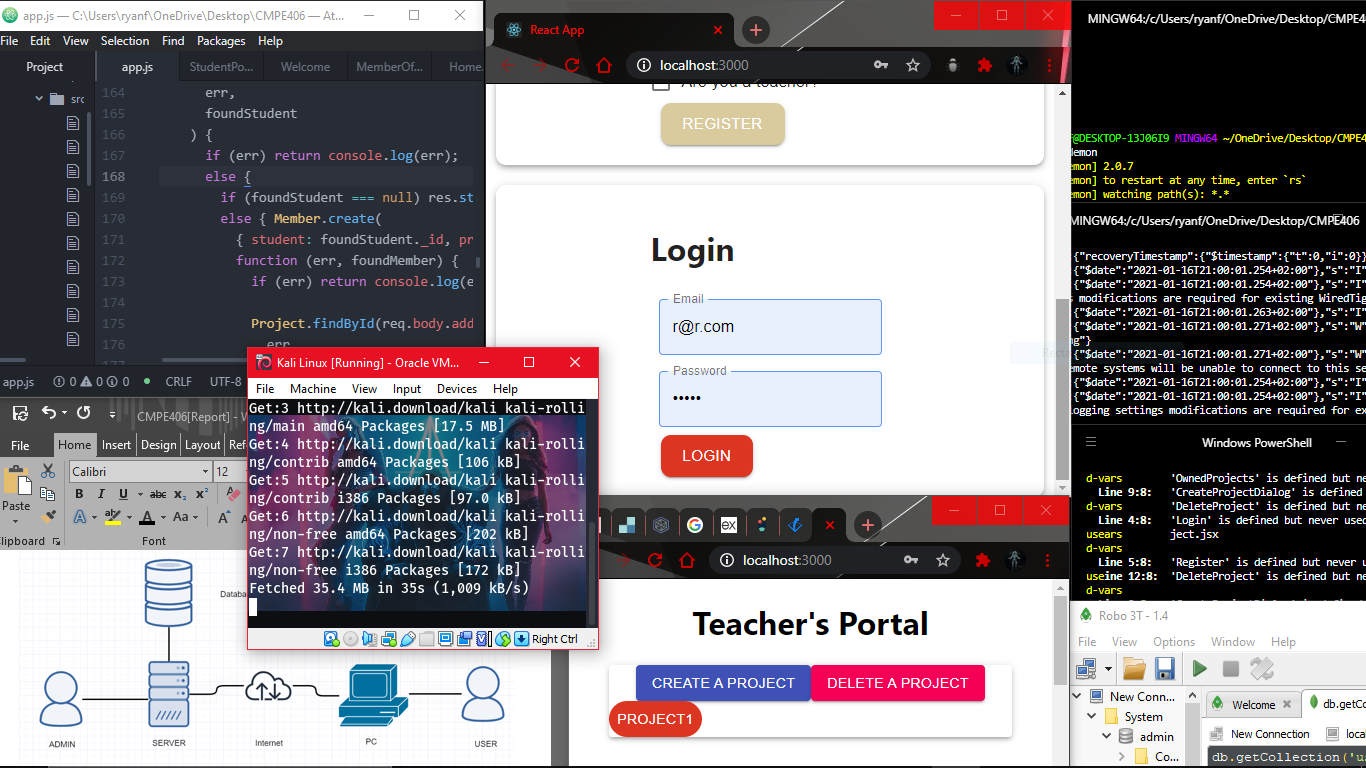 app.js — C:\Users\ryanf\OneDrive\Desktop\CMPE406 — At...
File Edit View Selection Find Packages Help
Project app.js StudentPo... Welcome MemberOf... Home.
src
164 err,
165 foundStudent
166 ) {
167 if (err) return console.log(err);
168 else {
169 if (foundStudent === null) res.st
170 else { Member.create(
171 { student: foundStudent._id, pr
172 function (err, foundMember) {
173 if (err) return console.log(e
174
175 Project.findById(req.body.add
176 err
app.js 0 0 0 CRLF UTF-8
CMPE406[Report] - W
File Home Insert Design Layout Ref
Calibri 12
Paste B I U abc x₂ x²
A aby A Aa A
Clipboard Font
Databa
ADMIN SERVER Internet PC USER
Kali Linux [Running] - Oracle VM...
File Machine View Input Devices Help
Get:3 http://kali.download/kali kali-rolli
ng/main amd64 Packages [17.5 MB]
Get:4 http://kali.download/kali kali-rolli
ng/contrib amd64 Packages [106 kB]
Get:5 http://kali.download/kali kali-rolli
ng/contrib i386 Packages [97.0 kB]
Get:6 http://kali.download/kali kali-rolli
ng/non-free amd64 Packages [202 kB]
Get:7 http://kali.download/kali kali-rolli
ng/non-free i386 Packages [172 kB]
Fetched 35.4 MB in 35s (1,009 kB/s)
Right Ctrl
React App
localhost:3000
Are you a teacher?
REGISTER
Login
Email
r@r.com
Password
•••••
LOGIN
ex
localhost:3000
Teacher's Portal
CREATE A PROJECT DELETE A PROJECT
PROJECT1
MINGW64:/c/Users/ryanf/OneDrive/Desktop/CMPE4
@DESKTOP-13J06I9 MINGW64 ~/OneDrive/Desktop/CMPE4
demon
emon] 2.0.7
emon] to restart at any time, enter `rs`
emon] watching path(s): *.*
MINGW64:/c/Users/ryanf/OneDrive/Desktop/CMPE406
{"recoveryTimestamp":{"$timestamp":{"t":0,"i":0}}
{"$date":"2021-01-16T21:00:01.254+02:00"},"s":"I"
{"$date":"2021-01-16T21:00:01.254+02:00"},"s":"I"
s modifications are required for existing WiredTig
{"$date":"2021-01-16T21:00:01.263+02:00"},"s":"I"
{"$date":"2021-01-16T21:00:01.271+02:00"},"s":"W"
ng"}
{"$date":"2021-01-16T21:00:01.271+02:00"},"s":"W"
emote systems will be unable to connect to this se
{"$date":"2021-01-16T21:00:01.254+02:00"},"s":"I"
logging settings modifications are required for ex
Windows PowerShell
d-vars 'OwnedProjects' is defined but ne
Line 9:8: 'CreateProjectDialog' is defined
d-vars 'DeleteProject' is defined but ne
Line 4:8: 'Login' is defined but never used
usears ject.jsx
d-vars
Line 5:8: 'Register' is defined but never u
useine 12:8: 'DeleteProject' is defined but ne
d-vars
Robo 3T - 1.4
File View Options Window Help
New Conn... Welcome db.getCo
System New Connection local
admin
Co... db.getCollection('u